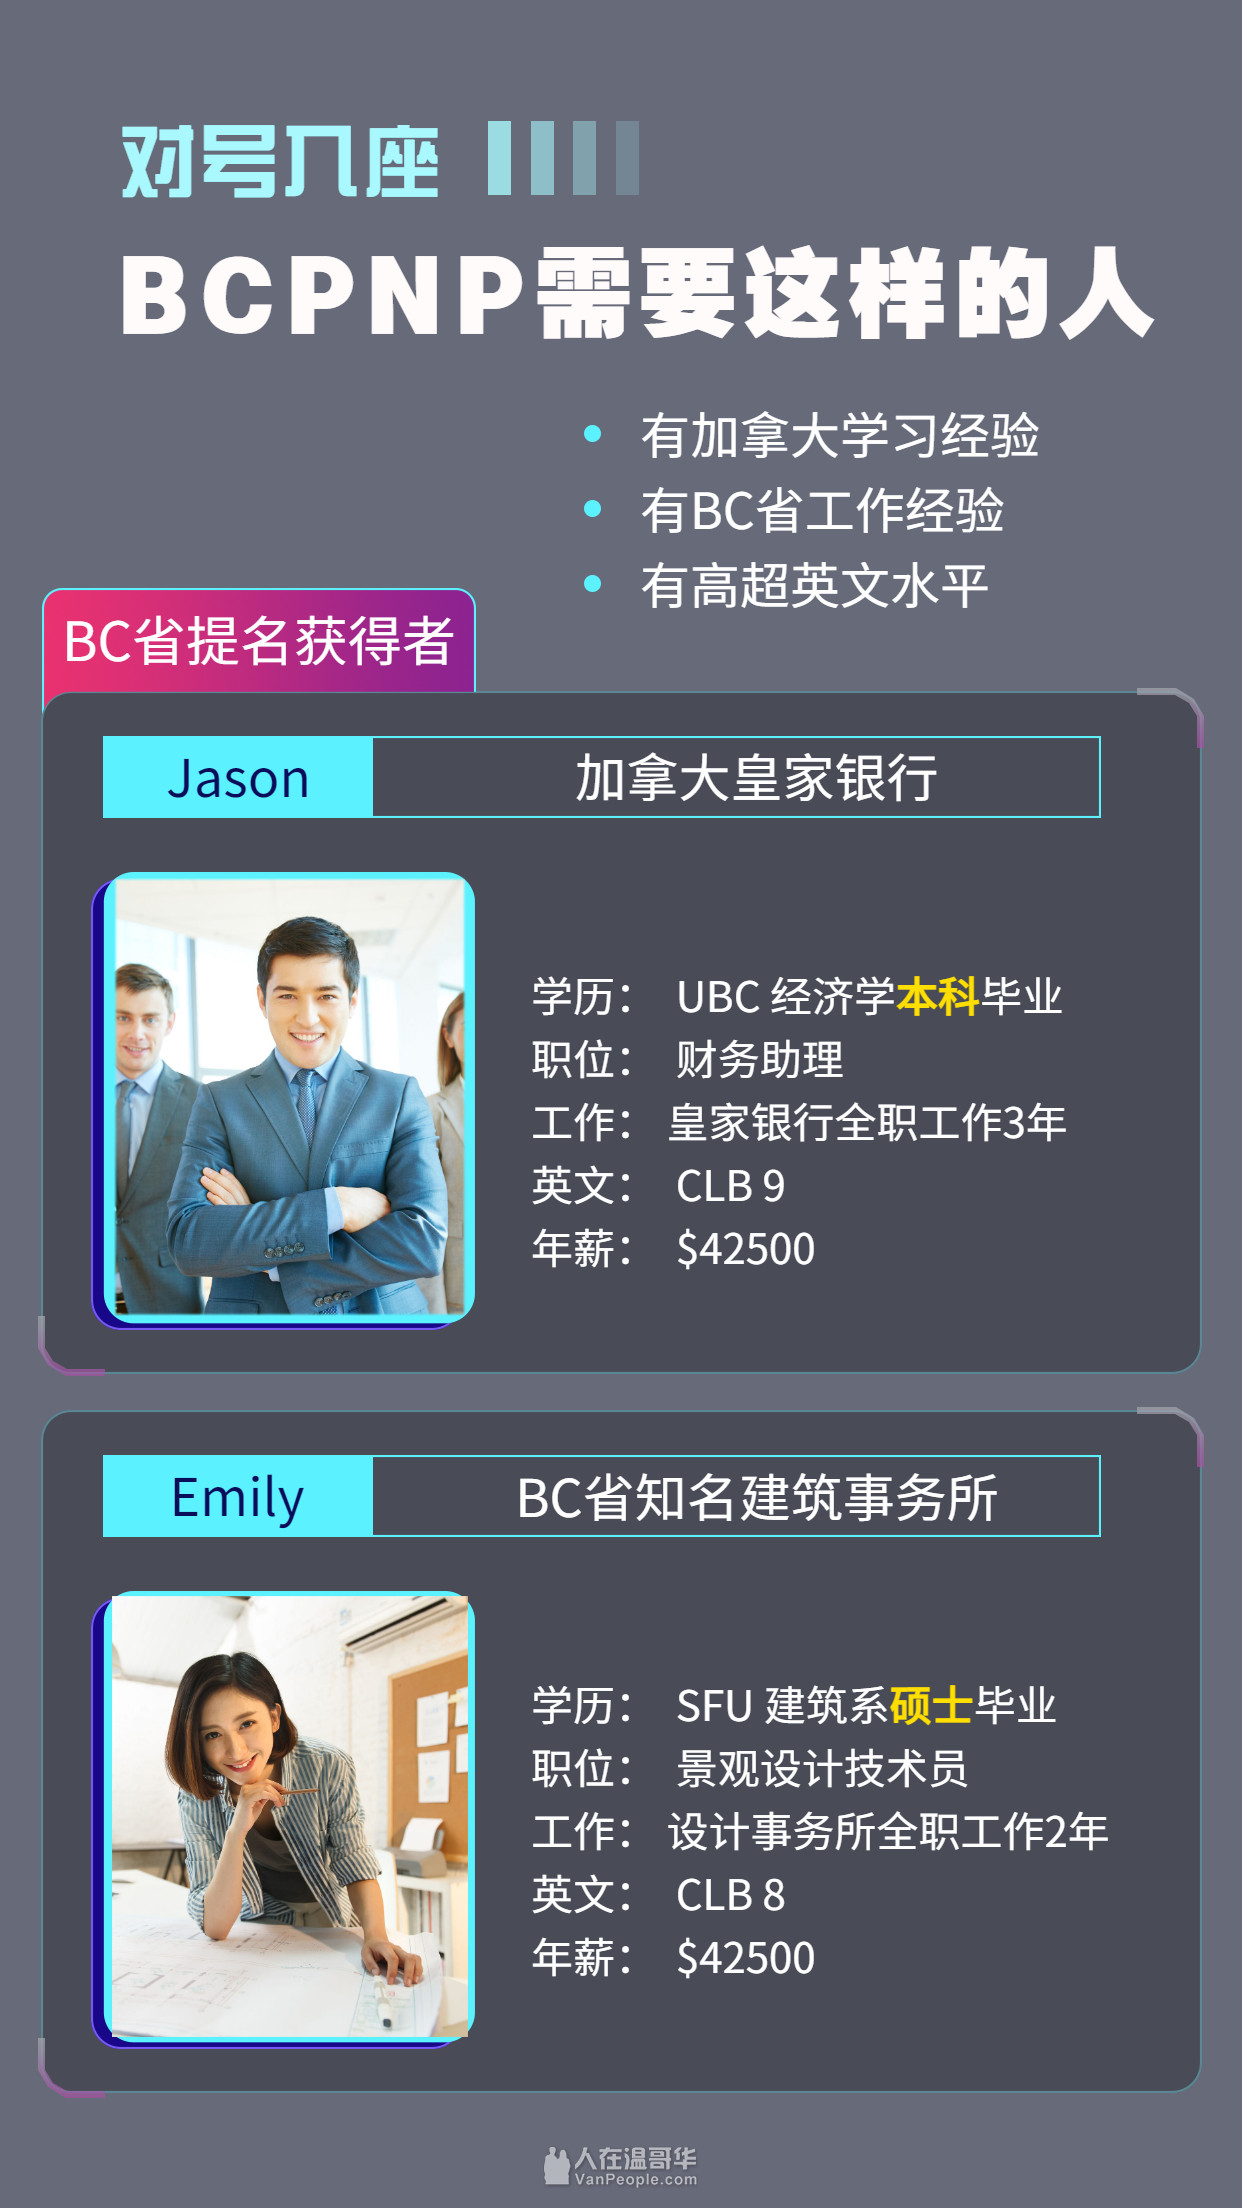 对号入座
BCPNP需要这样的人
有加拿大学习经验
有BC省工作经验
有高超英文水平
BC省提名获得者
Jason
加拿大皇家银行
学历： UBC 经济学本科毕业
职位： 财务助理
工作： 皇家银行全职工作3年
英文： CLB 9
年薪： $42500
Emily
BC省知名建筑事务所
学历： SFU 建筑系硕士毕业
职位： 景观设计技术员
工作： 设计事务所全职工作2年
英文： CLB 8
年薪： $42500
人在温哥华
VanPeople.com